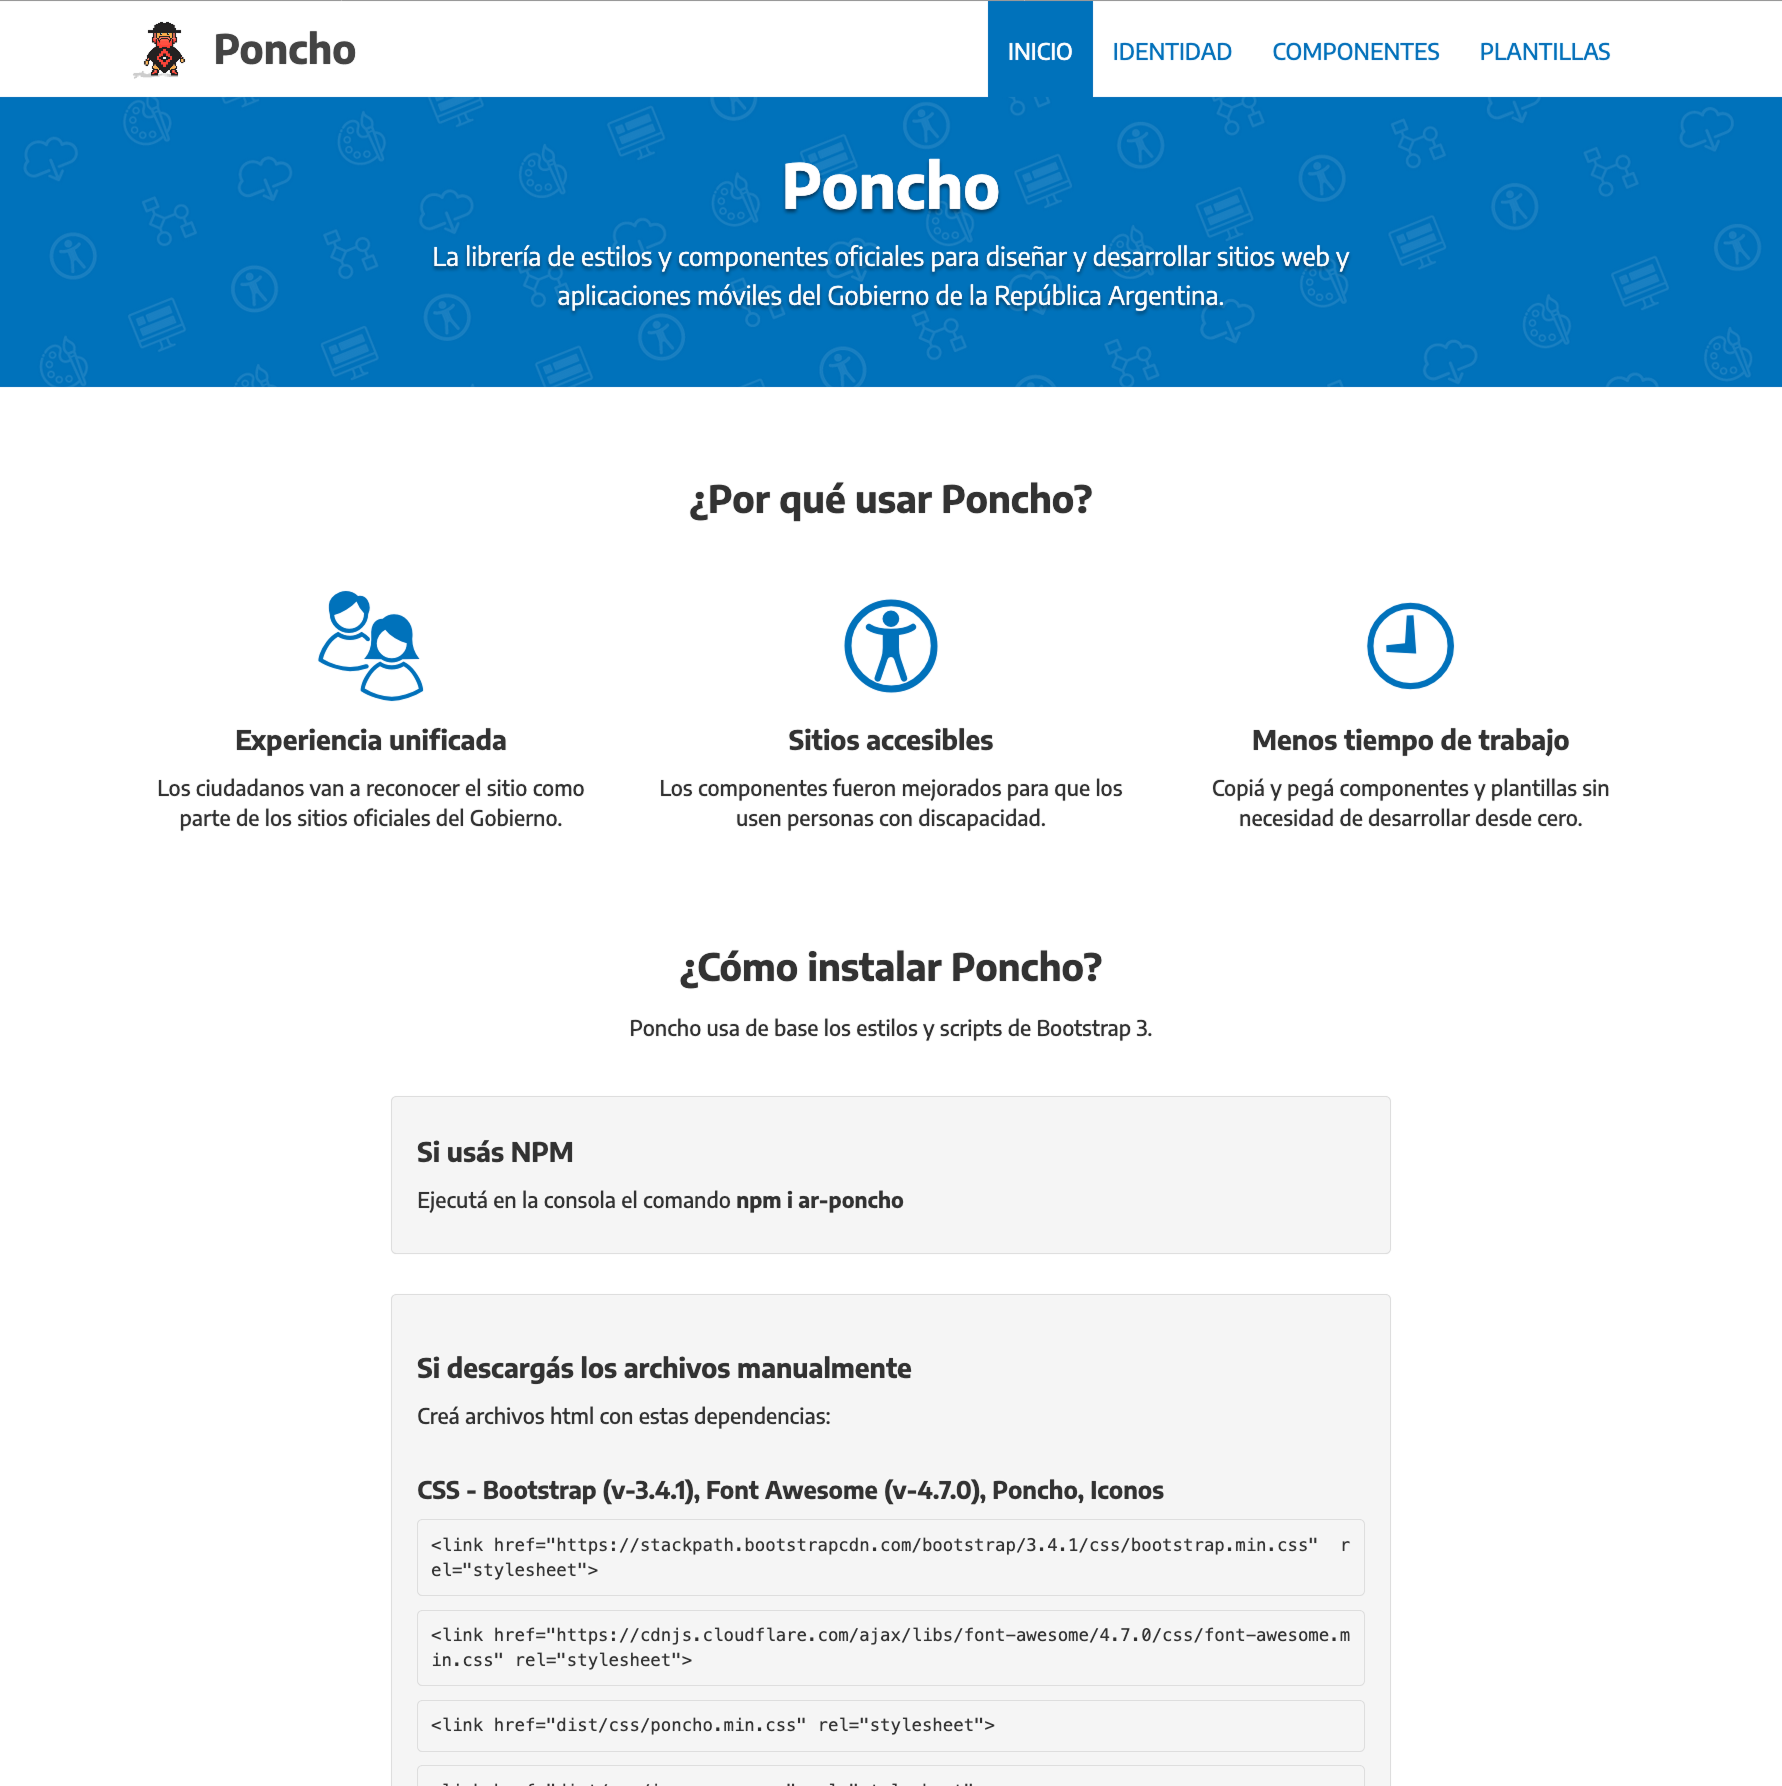 Poncho
INICIO
IDENTIDAD
COMPONENTES
PLANTILLAS
Poncho
La librería de estilos y componentes oficiales para diseñar y desarrollar sitios web y
aplicaciones móviles del Gobierno de la República Argentina.
¿Por qué usar Poncho?
Experiencia unificada
Los ciudadanos van a reconocer el sitio como
parte de los sitios oficiales del Gobierno.
Sitios accesibles
Los componentes fueron mejorados para que los
usen personas con discapacidad.
Menos tiempo de trabajo
Copiá y pegá componentes y plantillas sin
necesidad de desarrollar desde cero.
¿Cómo instalar Poncho?
Poncho usa de base los estilos y scripts de Bootstrap 3.
Si usás NPM
Ejecutá en la consola el comando npm i ar-poncho
Si descargás los archivos manualmente
Creá archivos html con estas dependencias:
CSS - Bootstrap (v-3.4.1), Font Awesome (v-4.7.0), Poncho, Iconos
<link href="https://stackpath.bootstrapcdn.com/bootstrap/3.4.1/css/bootstrap.min.css"  r
el="stylesheet">
<link href="https://cdnjs.cloudflare.com/ajax/libs/font-awesome/4.7.0/css/font-awesome.m
in.css" rel="stylesheet">
<link href="dist/css/poncho.min.css" rel="stylesheet">